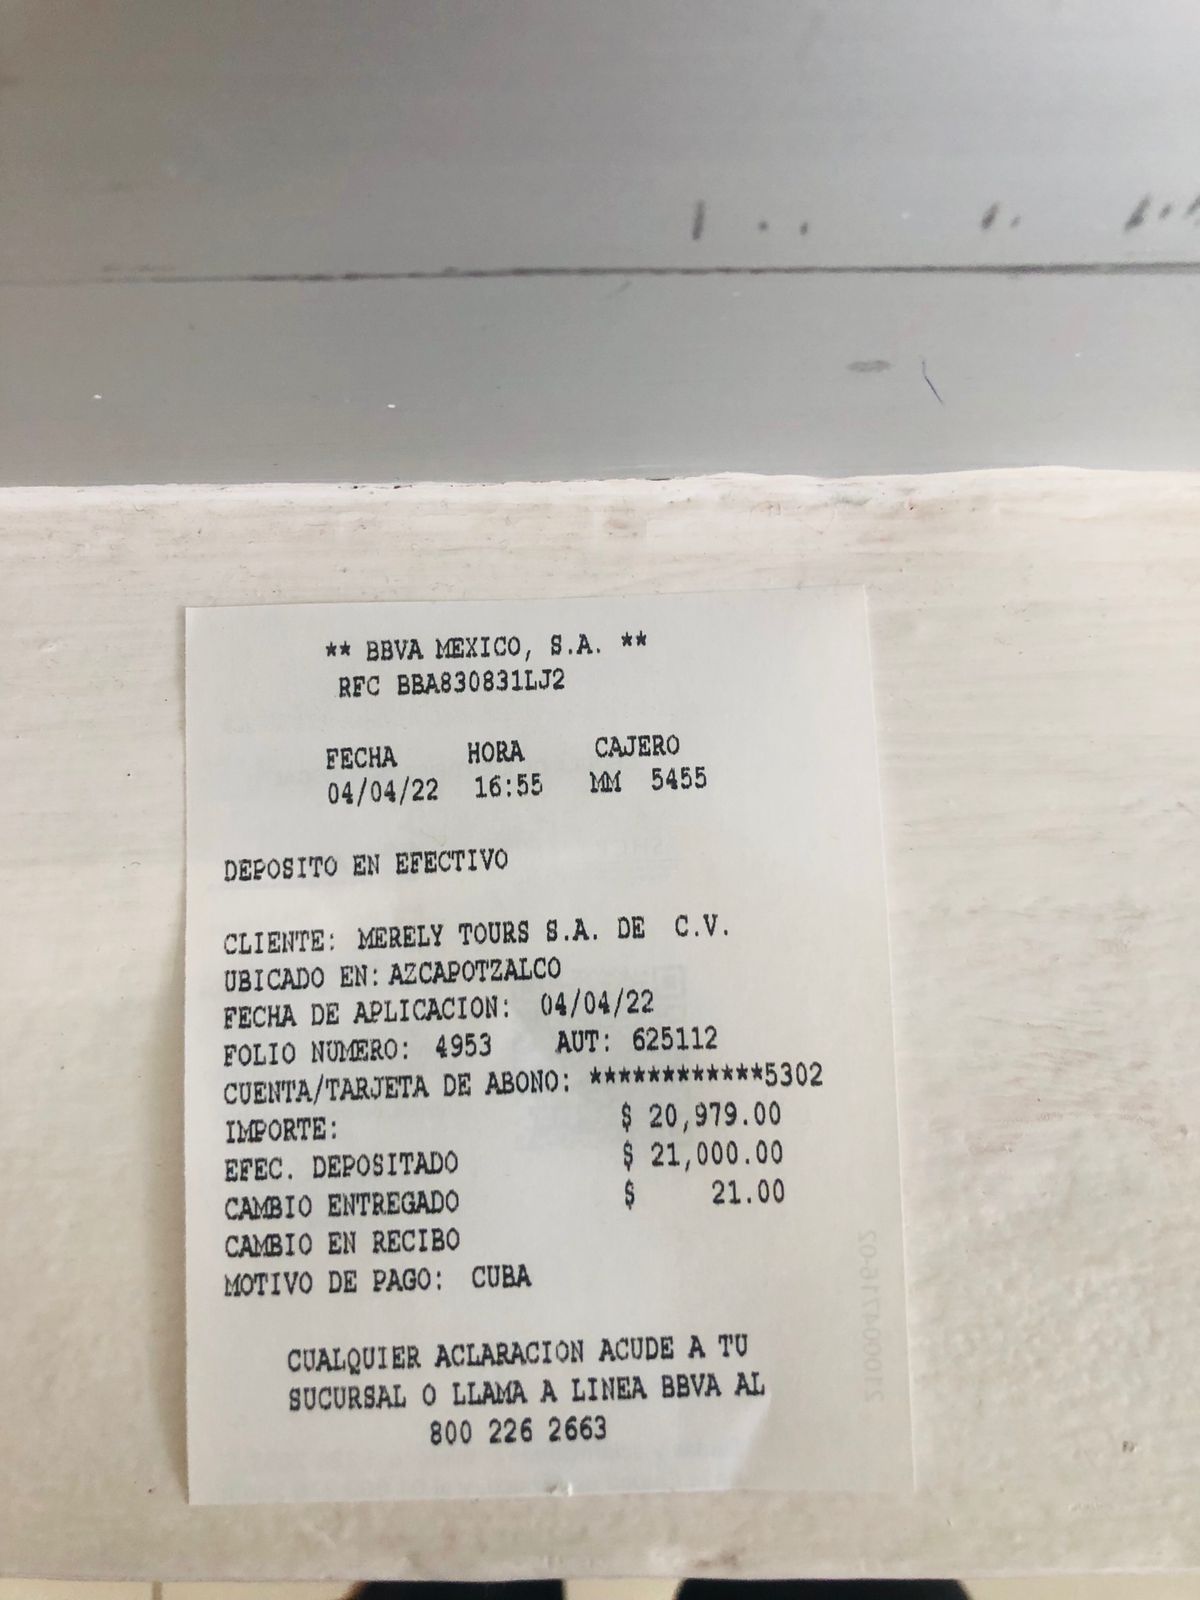 ** BBVA MEXICO, S.A. **
RFC BBA830831LJ2
FECHA HORA CAJERO
04/04/22 16:55 MM 5455
DEPOSITO EN EFECTIVO
CLIENTE: MERELY TOURS S.A. DE C.V.
UBICADO EN: AZCAPOTZALCO
FECHA DE APLICACION: 04/04/22
FOLIO NUMERO: 4953 AUT: 625112
CUENTA/TARJETA DE ABONO: ************5302
IMPORTE: $ 20,979.00
EFEC. DEPOSITADO $ 21,000.00
CAMBIO ENTREGADO $ 21.00
CAMBIO EN RECIBO
MOTIVO DE PAGO: CUBA
CUALQUIER ACLARACION ACUDE A TU
SUCURSAL O LLAMA A LINEA BBVA AL
800 226 2663